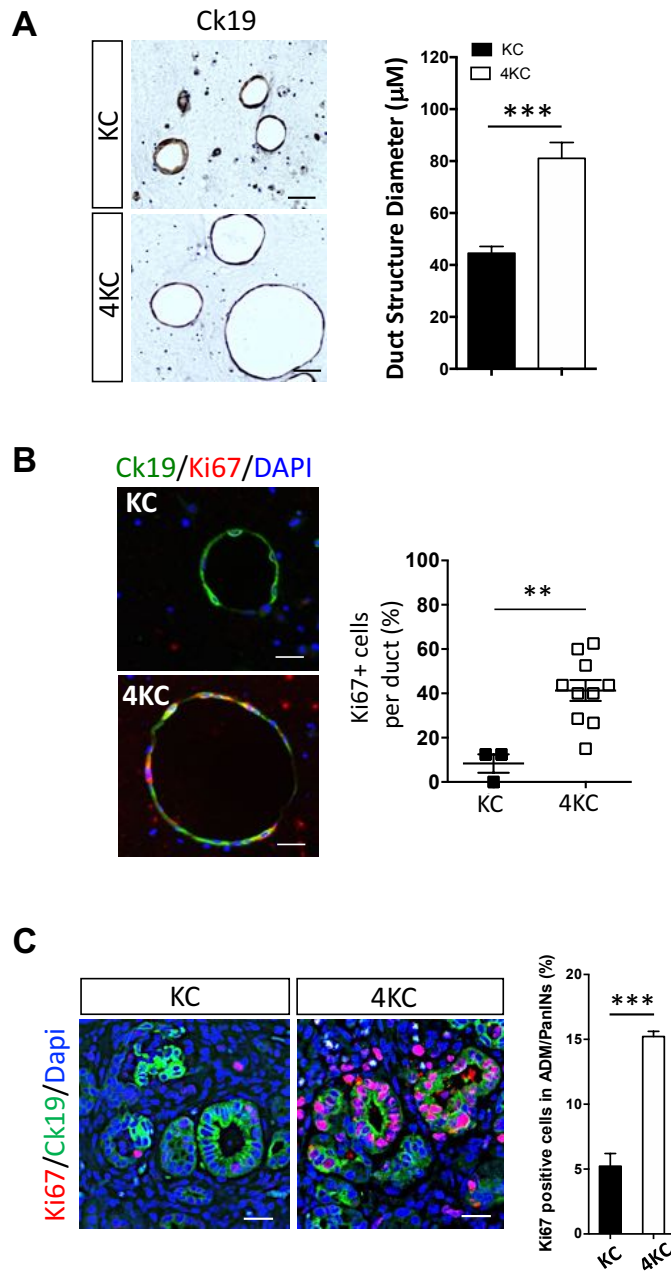 A
Ck19
KC
4KC
Duct Structure Diameter (μM)
120
100
80
60
40
20
0
KC
4KC
***
B
Ck19/Ki67/DAPI
KC
4KC
Ki67+ cells
per duct (%)
100
80
60
40
20
0
**
KC
4KC
C
KC
4KC
Ki67/Ck19/Dapi
Ki67 positive cells in ADM/PanINs (%)
20
15
10
5
0
***
KC
4KC